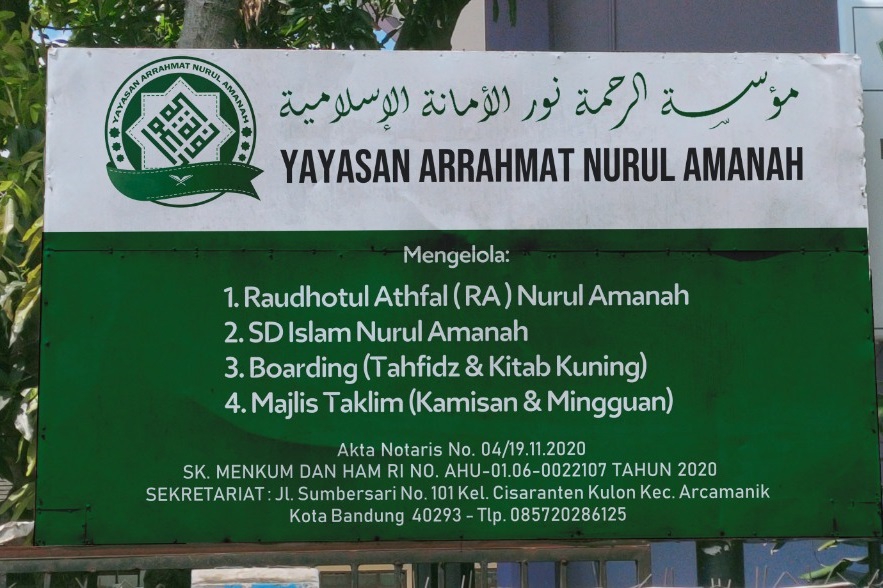 YAYASAN ARRAHMAT NURUL AMANAH
مؤسسة الرحمة نور الأمانة الإسلامية
YAYASAN ARRAHMAT NURUL AMANAH
Mengelola:
1. Raudhotul Athfal ( RA ) Nurul Amanah
2. SD Islam Nurul Amanah
3. Boarding (Tahfidz & Kitab Kuning)
4. Majlis Taklim (Kamisan & Mingguan)
Akta Notaris No. 04/19.11.2020
SK. MENKUM DAN HAM RI NO. AHU-01.06-0022107 TAHUN 2020
SEKRETARIAT : Jl. Sumbersari No. 101 Kel. Cisaranten Kulon Kec. Arcamanik
Kota Bandung 40293 - Tlp. 085720286125